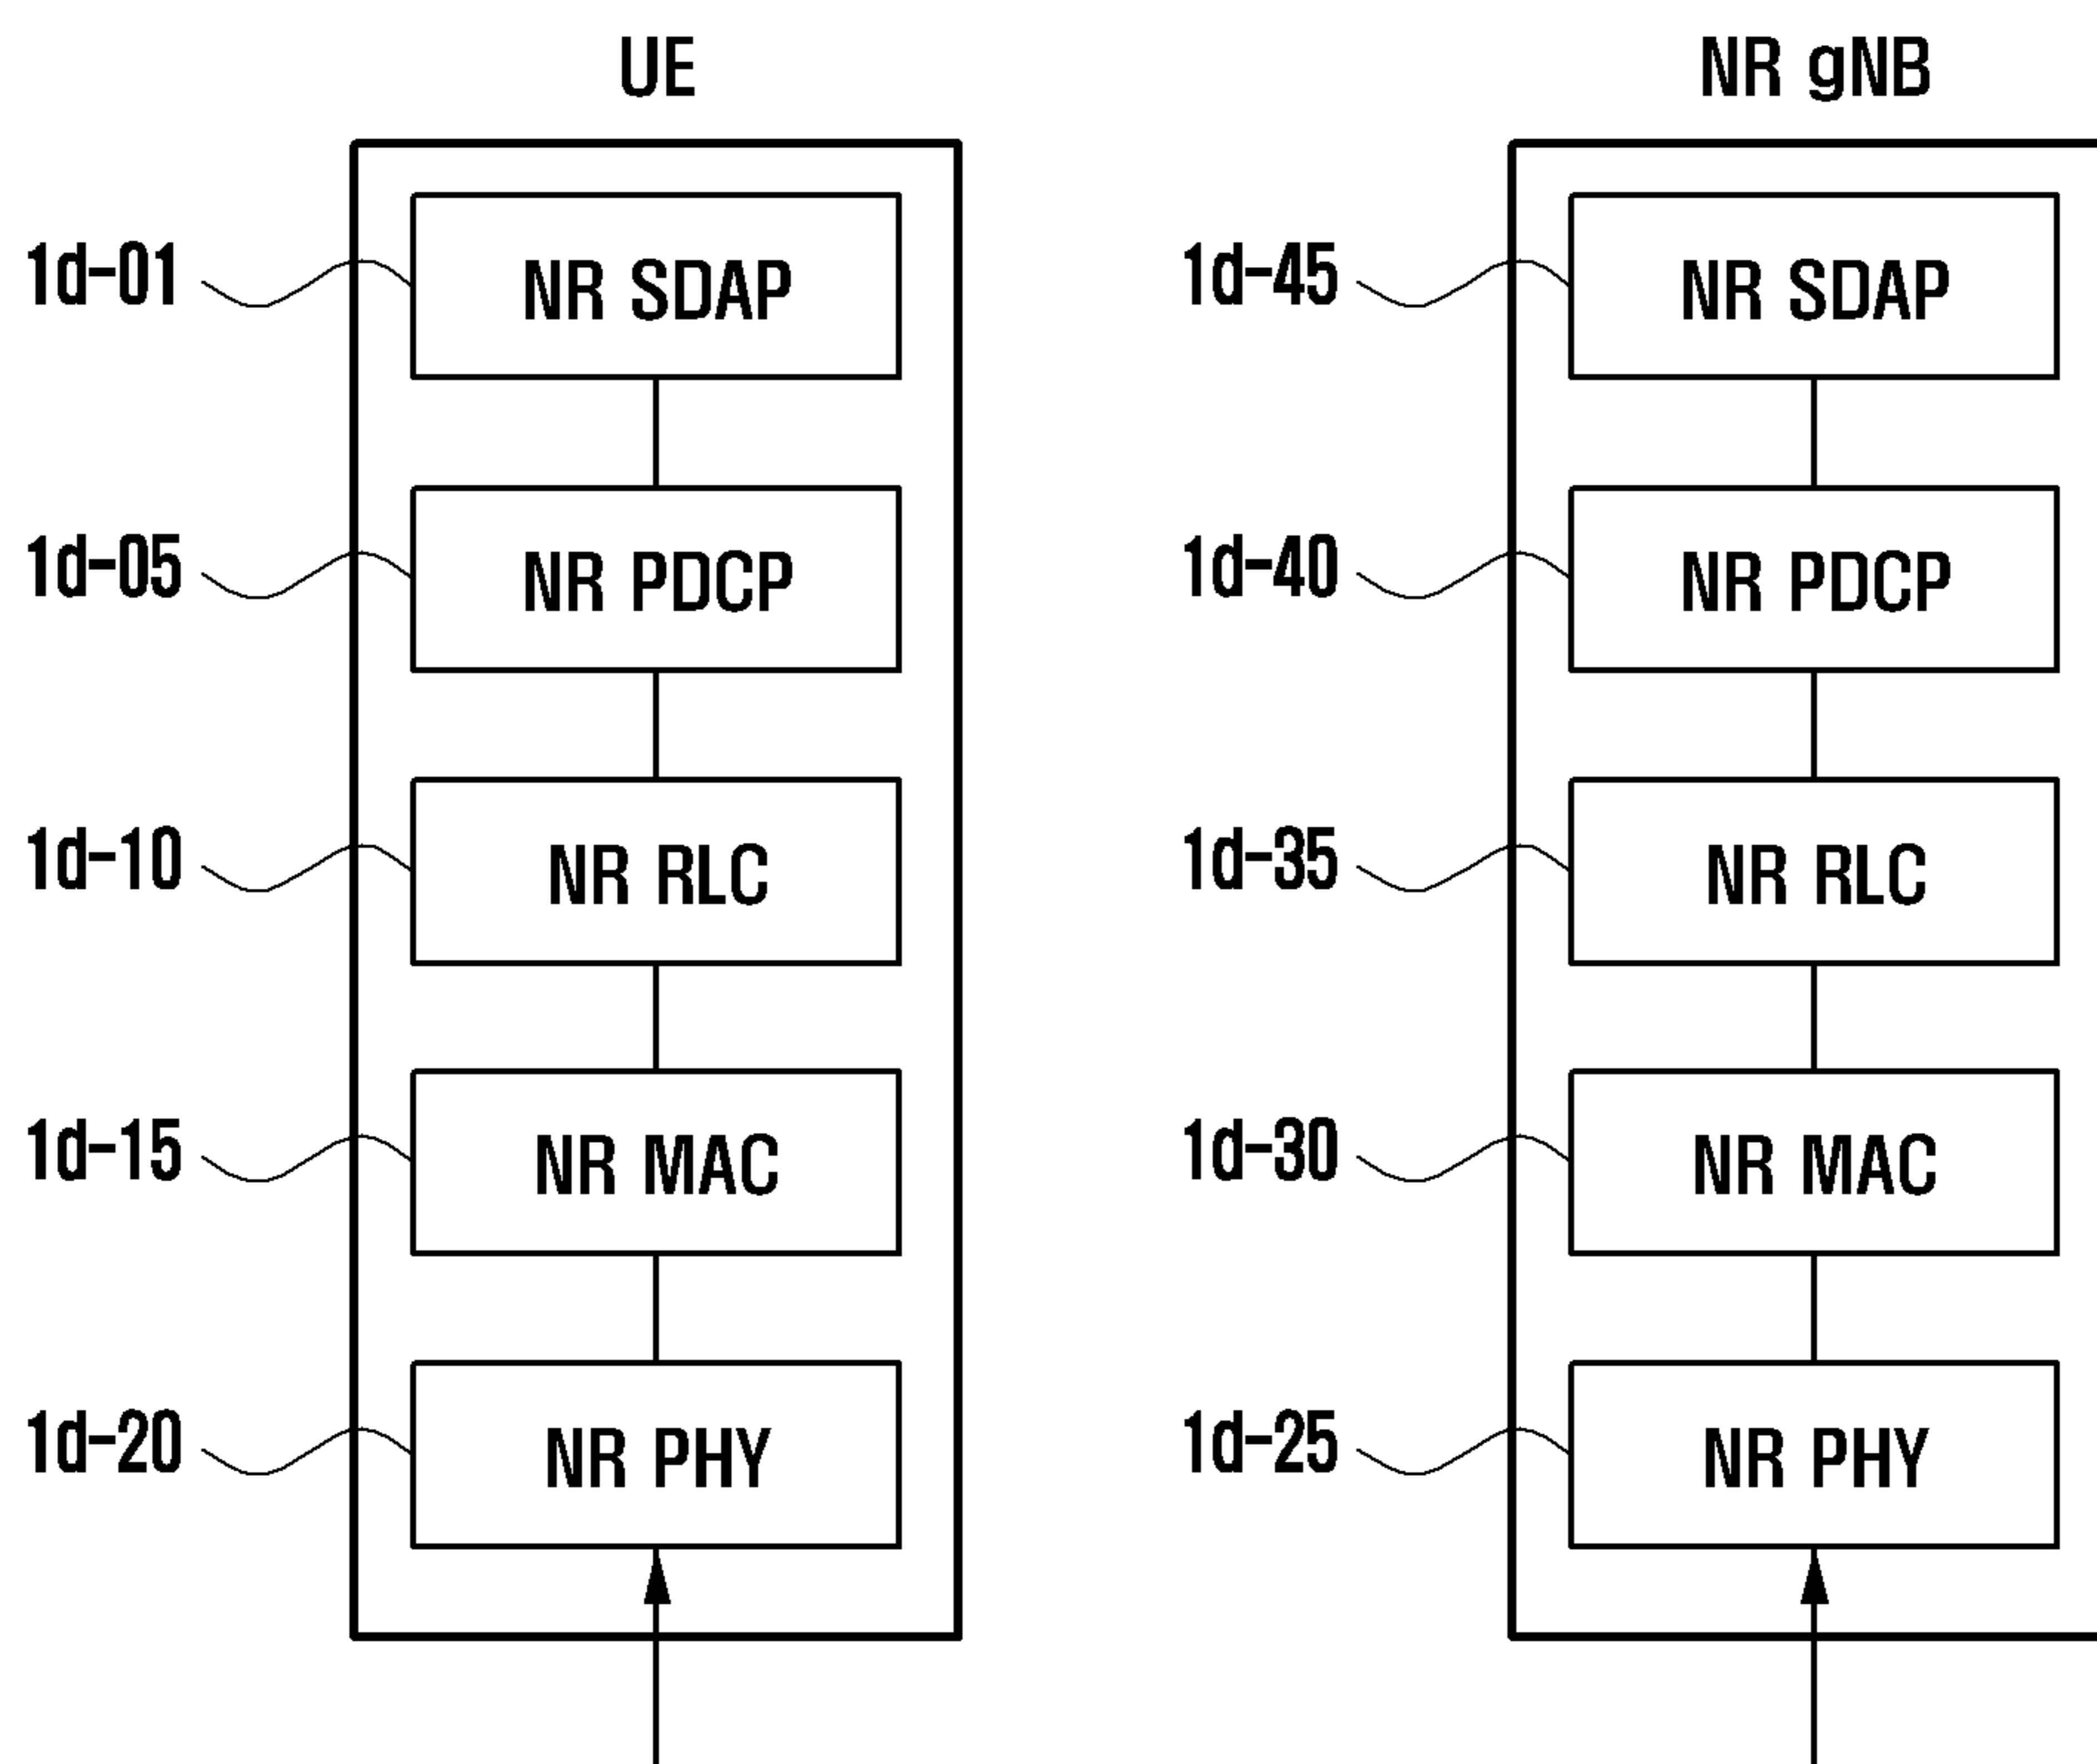 UE NR gNB
1d-01 NR SDAP 1d-45 NR SDAP
1d-05 NR PDCP 1d-40 NR PDCP
1d-10 NR RLC 1d-35 NR RLC
1d-15 NR MAC 1d-30 NR MAC
1d-20 NR PHY 1d-25 NR PHY